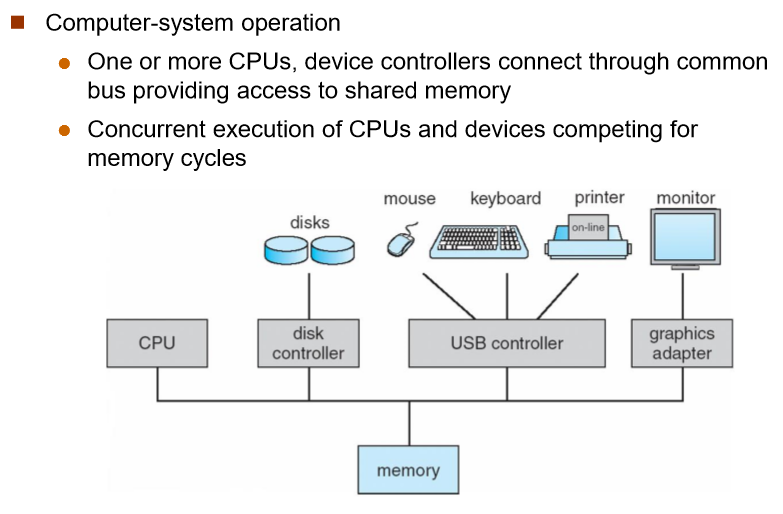 Computer-system operation
One or more CPUs, device controllers connect through common
bus providing access to shared memory
Concurrent execution of CPUs and devices competing for
memory cycles
mouse
keyboard
printer
monitor
disks
on-line
CPU
disk
controller
USB controller
graphics
adapter
memory